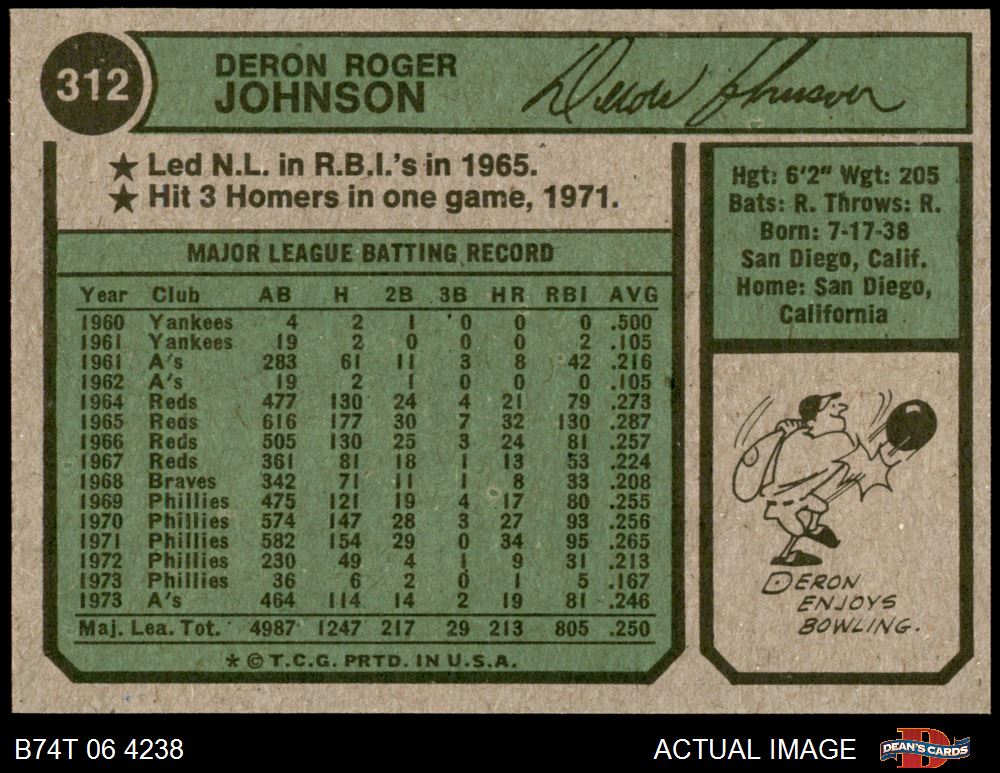 312
DERON ROGER
JOHNSON
Deron Johnson
★ Led N.L. in R.B.I.'s in 1965.
★ Hit 3 Homers in one game, 1971.
MAJOR LEAGUE BATTING RECORD
Year Club AB H 2B 3B HR RBI AVG
1960 Yankees 4 2 1 0 0 0 .500
1961 Yankees 19 2 0 0 0 2 .105
1961 A's 283 61 11 3 8 42 .216
1962 A's 19 2 1 0 0 0 .105
1964 Reds 477 130 24 4 21 79 .273
1965 Reds 616 177 30 7 32 130 .287
1966 Reds 505 130 25 3 24 81 .257
1967 Reds 361 81 18 1 13 53 .224
1968 Braves 342 71 11 1 8 33 .208
1969 Phillies 475 121 19 4 17 80 .255
1970 Phillies 574 147 28 3 27 93 .256
1971 Phillies 582 154 29 0 34 95 .265
1972 Phillies 230 49 4 1 9 31 .213
1973 Phillies 36 6 2 0 1 5 .167
1973 A's 464 114 14 2 19 81 .246
Maj. Lea. Tot. 4987 1247 217 29 213 805 .250
* © T.C.G. PRTD. IN U.S.A.
Hgt: 6'2" Wgt: 205
Bats: R. Throws: R.
Born: 7-17-38
San Diego, Calif.
Home: San Diego,
California
DERON
ENJOYS
BOWLING.
B74T 06 4238
ACTUAL IMAGE
DEAN'S CARDS